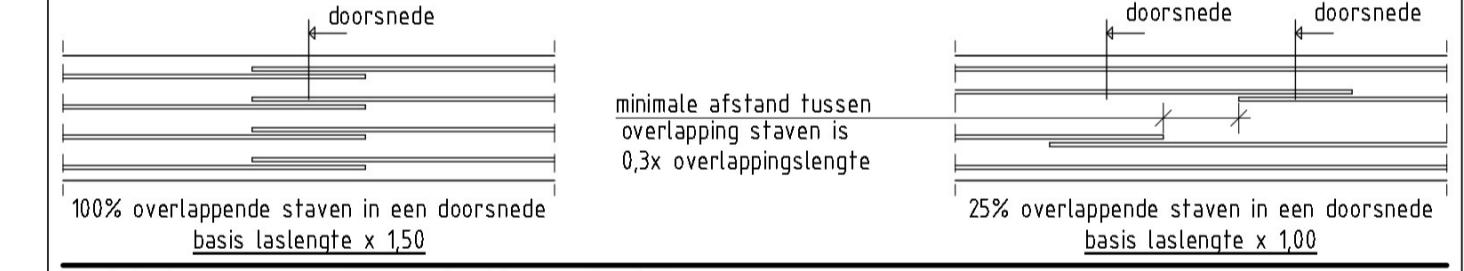 doorsnede
100% overlappende staven in een doorsnede
basis laslengte x 1,50
minimale afstand tussen
overlapping staven is
0,3x overlappingslengte
doorsnede doorsnede
25% overlappende staven in een doorsnede
basis laslengte x 1,00